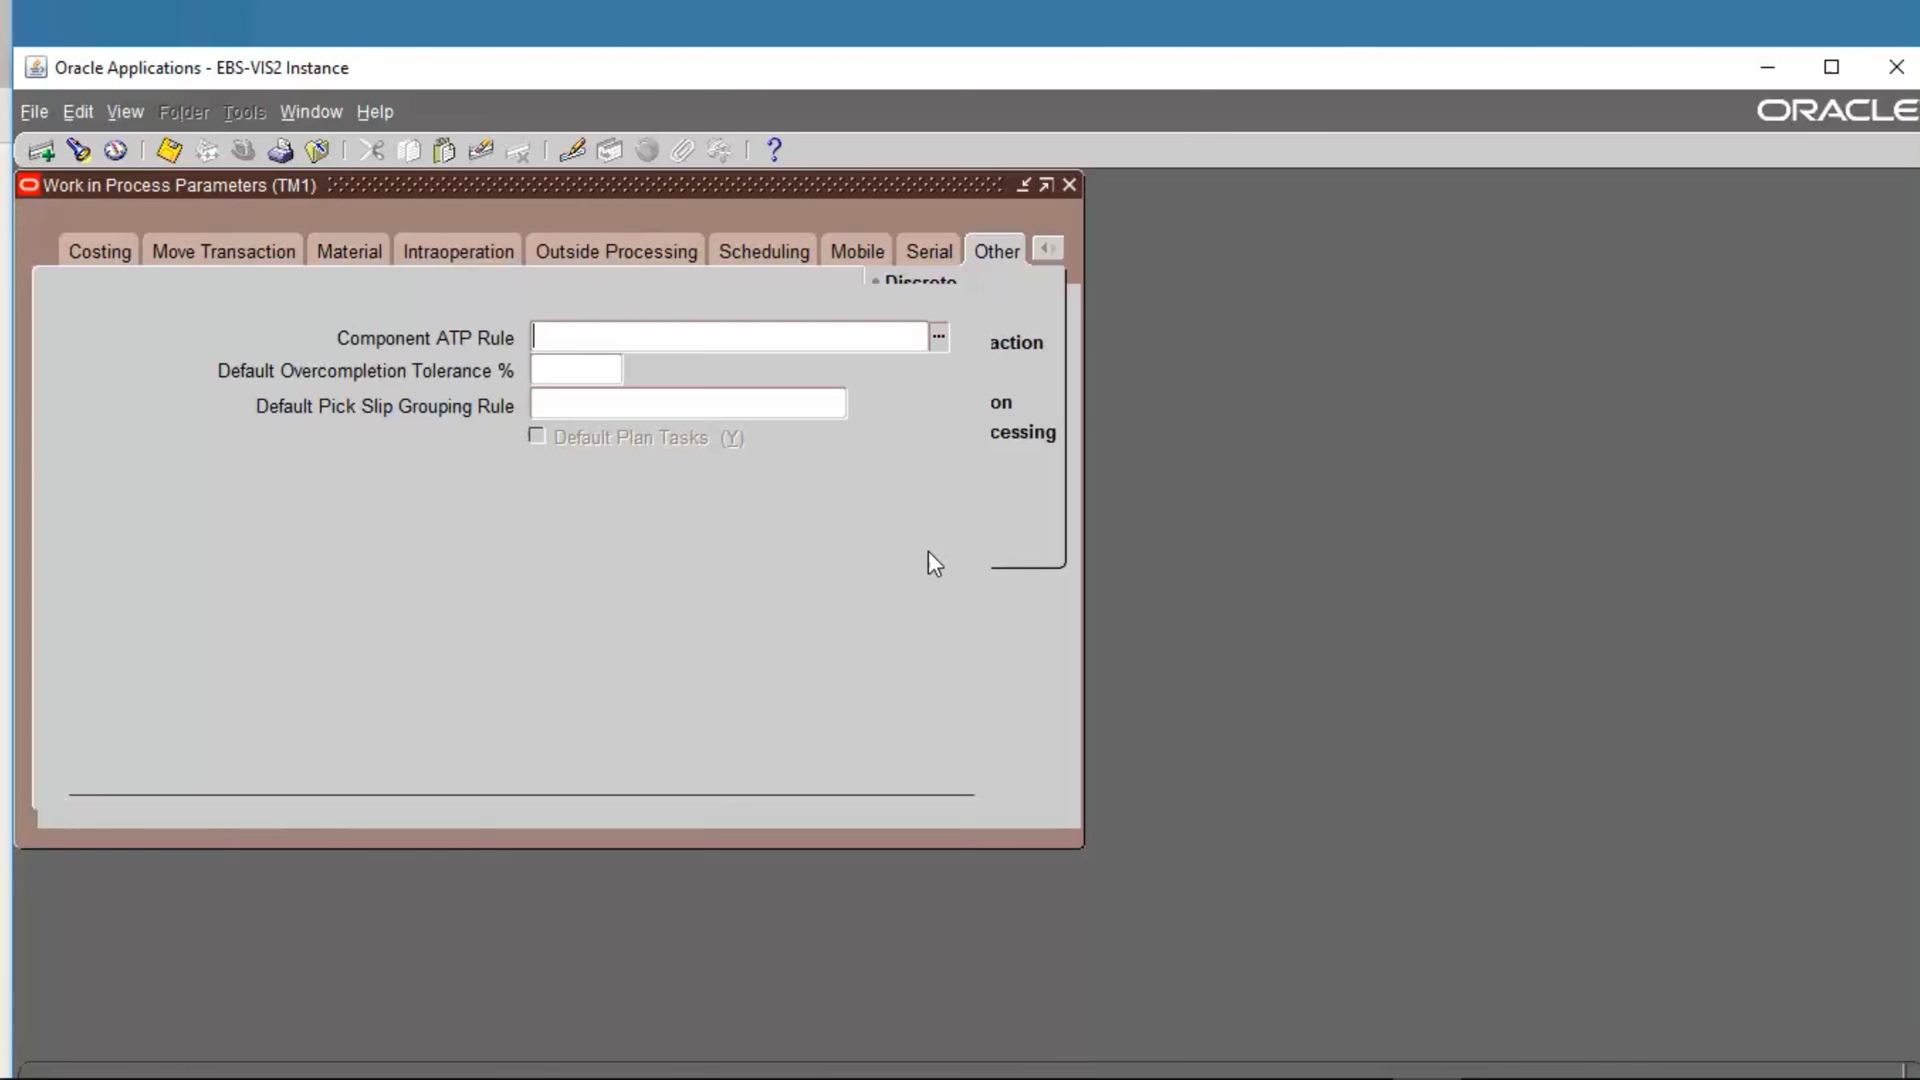 Oracle Applications - EBS-VIS2 Instance
File Edit View Folder Tools Window Help
ORACLE
Work in Process Parameters (TM1)
Costing Move Transaction Material Intraoperation Outside Processing Scheduling Mobile Serial Other
Discrete
Component ATP Rule
action
Default Overcompletion Tolerance %
Default Pick Slip Grouping Rule
on
cessing
Default Plan Tasks (Y)